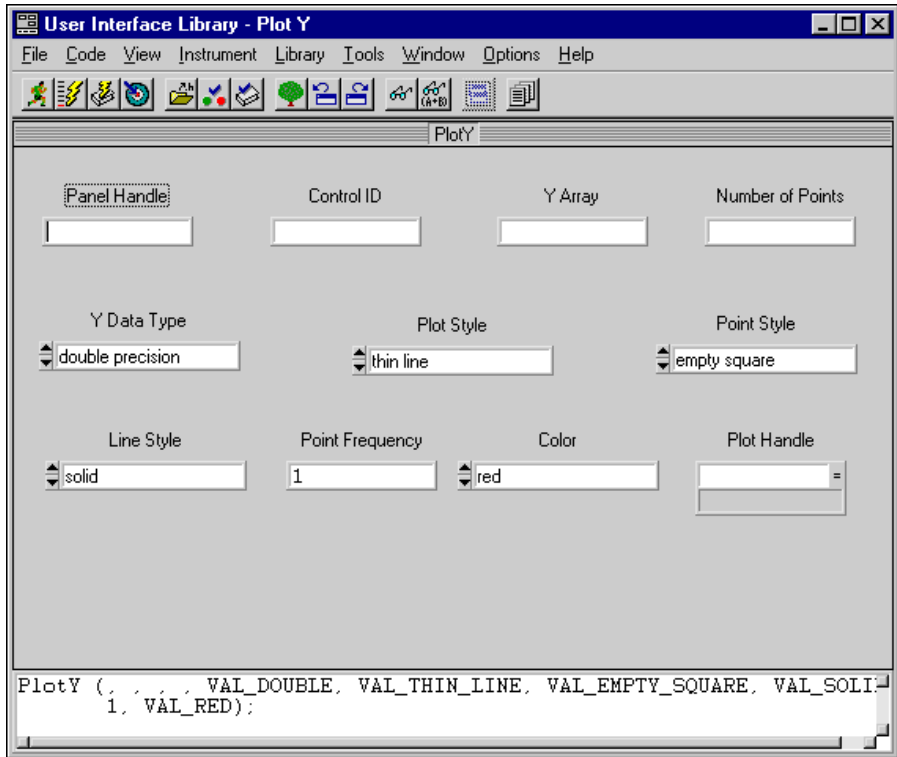 User Interface Library - Plot Y
File Code View Instrument Library Tools Window Options Help
(A+B)
PlotY
Panel Handle Control ID Y Array Number of Points
Y Data Type Plot Style Point Style
double precision thin line empty square
Line Style Point Frequency Color Plot Handle
solid 1 red =
PlotY (, , , , VAL_DOUBLE, VAL_THIN_LINE, VAL_EMPTY_SQUARE, VAL_SOLI
1, VAL_RED);